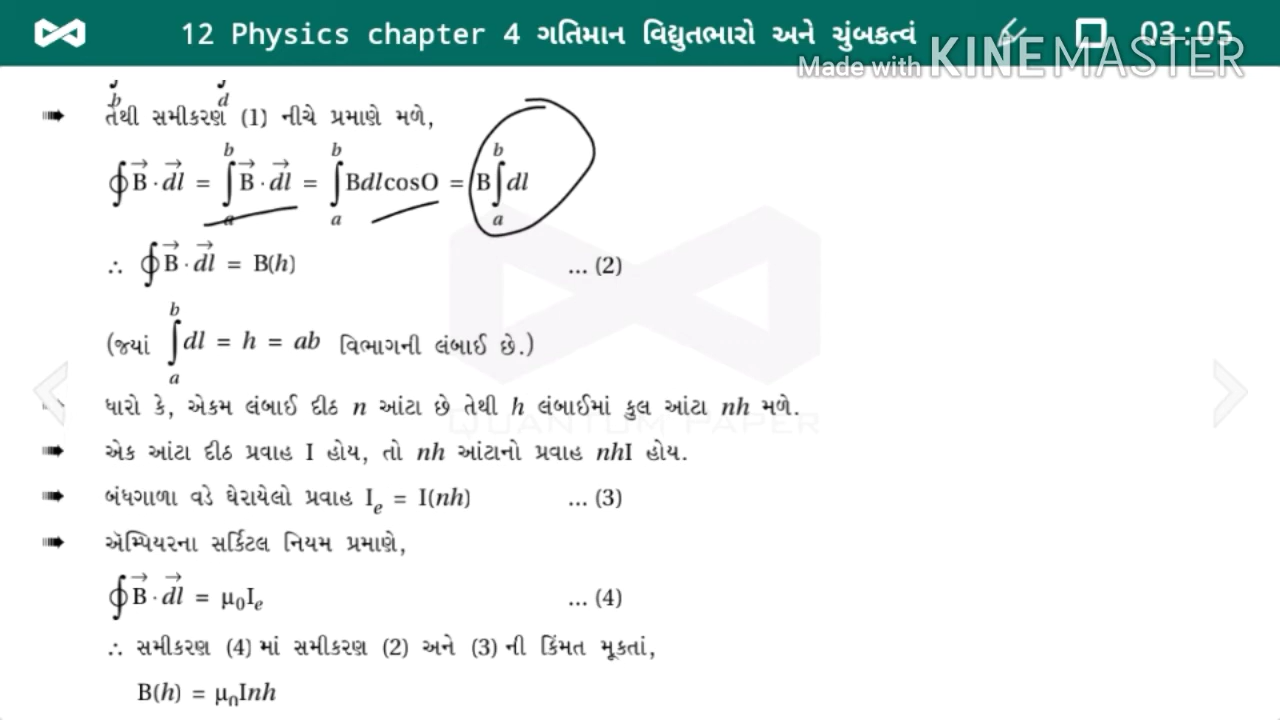 12 Physics chapter 4 ગતિમાન વિદ્યુતભારો અને ચુંબકત્વ
03:05
Made with KINEMASTER
b d
તેથી સમીકરણ (1) નીચે પ્રમાણે મળે,
∮B⃗ · dl⃗ = ∫ₐᵇ B⃗ · dl⃗ = ∫ₐᵇ BdlcosO = B∫ₐᵇ dl
∴ ∮B⃗ · dl⃗ = B(h) ... (2)
(જ્યાં ∫ₐᵇ dl = h = ab વિભાગની લંબાઈ છે.)
ધારો કે, એકમ લંબાઈ દીઠ n આંટા છે તેથી h લંબાઈમાં કુલ આંટા nh મળે.
QUANTUM PAPER
એક આંટા દીઠ પ્રવાહ I હોય, તો nh આંટાનો પ્રવાહ nhI હોય.
બંધગાળા વડે ઘેરાયેલો પ્રવાહ Iₑ = I(nh) ... (3)
ઍમ્પિયરના સર્કિટલ નિયમ પ્રમાણે,
∮B⃗ · dl⃗ = μ₀Iₑ ... (4)
∴ સમીકરણ (4) માં સમીકરણ (2) અને (3) ની કિંમત મૂકતાં,
B(h) = μ₀Inh